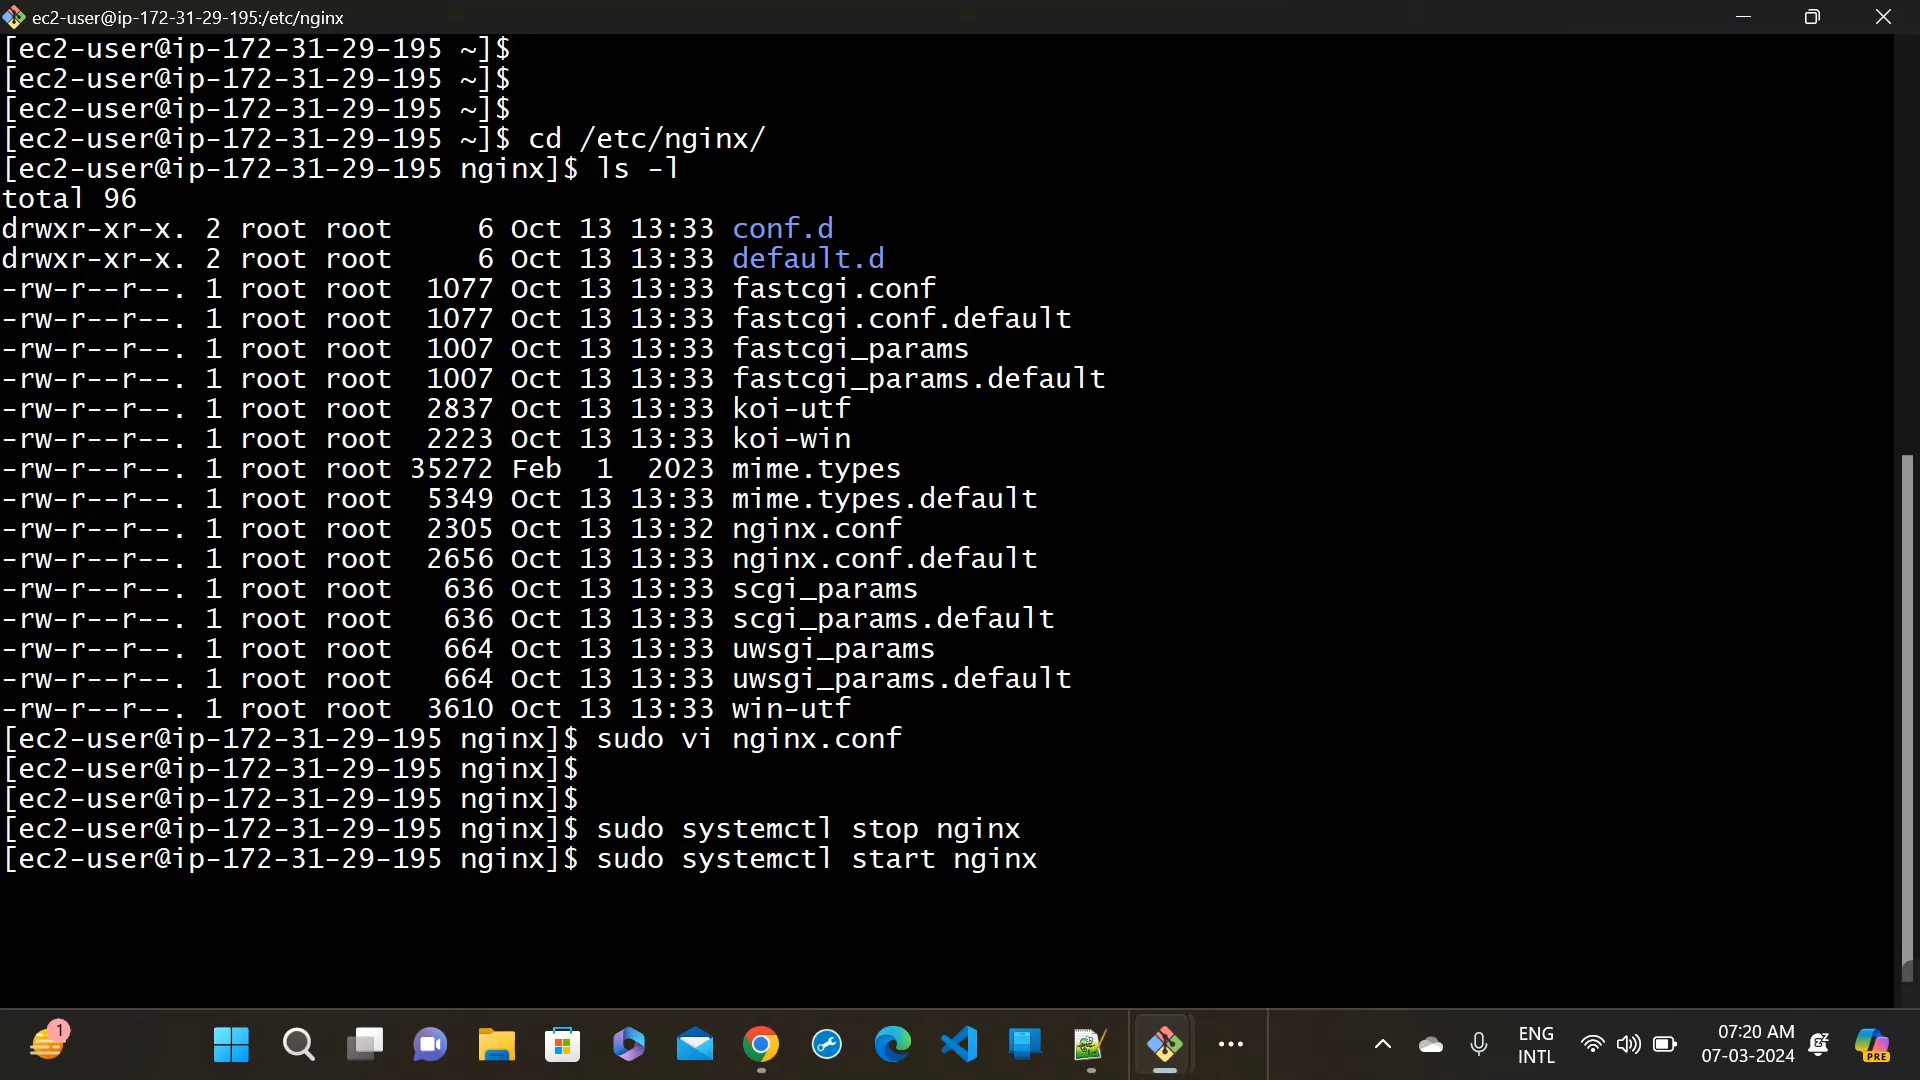 ec2-user@ip-172-31-29-195:/etc/nginx
[ec2-user@ip-172-31-29-195 ~]$
[ec2-user@ip-172-31-29-195 ~]$
[ec2-user@ip-172-31-29-195 ~]$
[ec2-user@ip-172-31-29-195 ~]$ cd /etc/nginx/
[ec2-user@ip-172-31-29-195 nginx]$ ls -l
total 96
drwxr-xr-x. 2 root root     6 Oct 13 13:33 conf.d
drwxr-xr-x. 2 root root     6 Oct 13 13:33 default.d
-rw-r--r--. 1 root root  1077 Oct 13 13:33 fastcgi.conf
-rw-r--r--. 1 root root  1077 Oct 13 13:33 fastcgi.conf.default
-rw-r--r--. 1 root root  1007 Oct 13 13:33 fastcgi_params
-rw-r--r--. 1 root root  1007 Oct 13 13:33 fastcgi_params.default
-rw-r--r--. 1 root root  2837 Oct 13 13:33 koi-utf
-rw-r--r--. 1 root root  2223 Oct 13 13:33 koi-win
-rw-r--r--. 1 root root 35272 Feb  1  2023 mime.types
-rw-r--r--. 1 root root  5349 Oct 13 13:33 mime.types.default
-rw-r--r--. 1 root root  2305 Oct 13 13:32 nginx.conf
-rw-r--r--. 1 root root  2656 Oct 13 13:33 nginx.conf.default
-rw-r--r--. 1 root root   636 Oct 13 13:33 scgi_params
-rw-r--r--. 1 root root   636 Oct 13 13:33 scgi_params.default
-rw-r--r--. 1 root root   664 Oct 13 13:33 uwsgi_params
-rw-r--r--. 1 root root   664 Oct 13 13:33 uwsgi_params.default
-rw-r--r--. 1 root root  3610 Oct 13 13:33 win-utf
[ec2-user@ip-172-31-29-195 nginx]$ sudo vi nginx.conf
[ec2-user@ip-172-31-29-195 nginx]$
[ec2-user@ip-172-31-29-195 nginx]$
[ec2-user@ip-172-31-29-195 nginx]$ sudo systemctl stop nginx
[ec2-user@ip-172-31-29-195 nginx]$ sudo systemctl start nginx
1
ENG
INTL
07:20 AM
07-03-2024
PRE